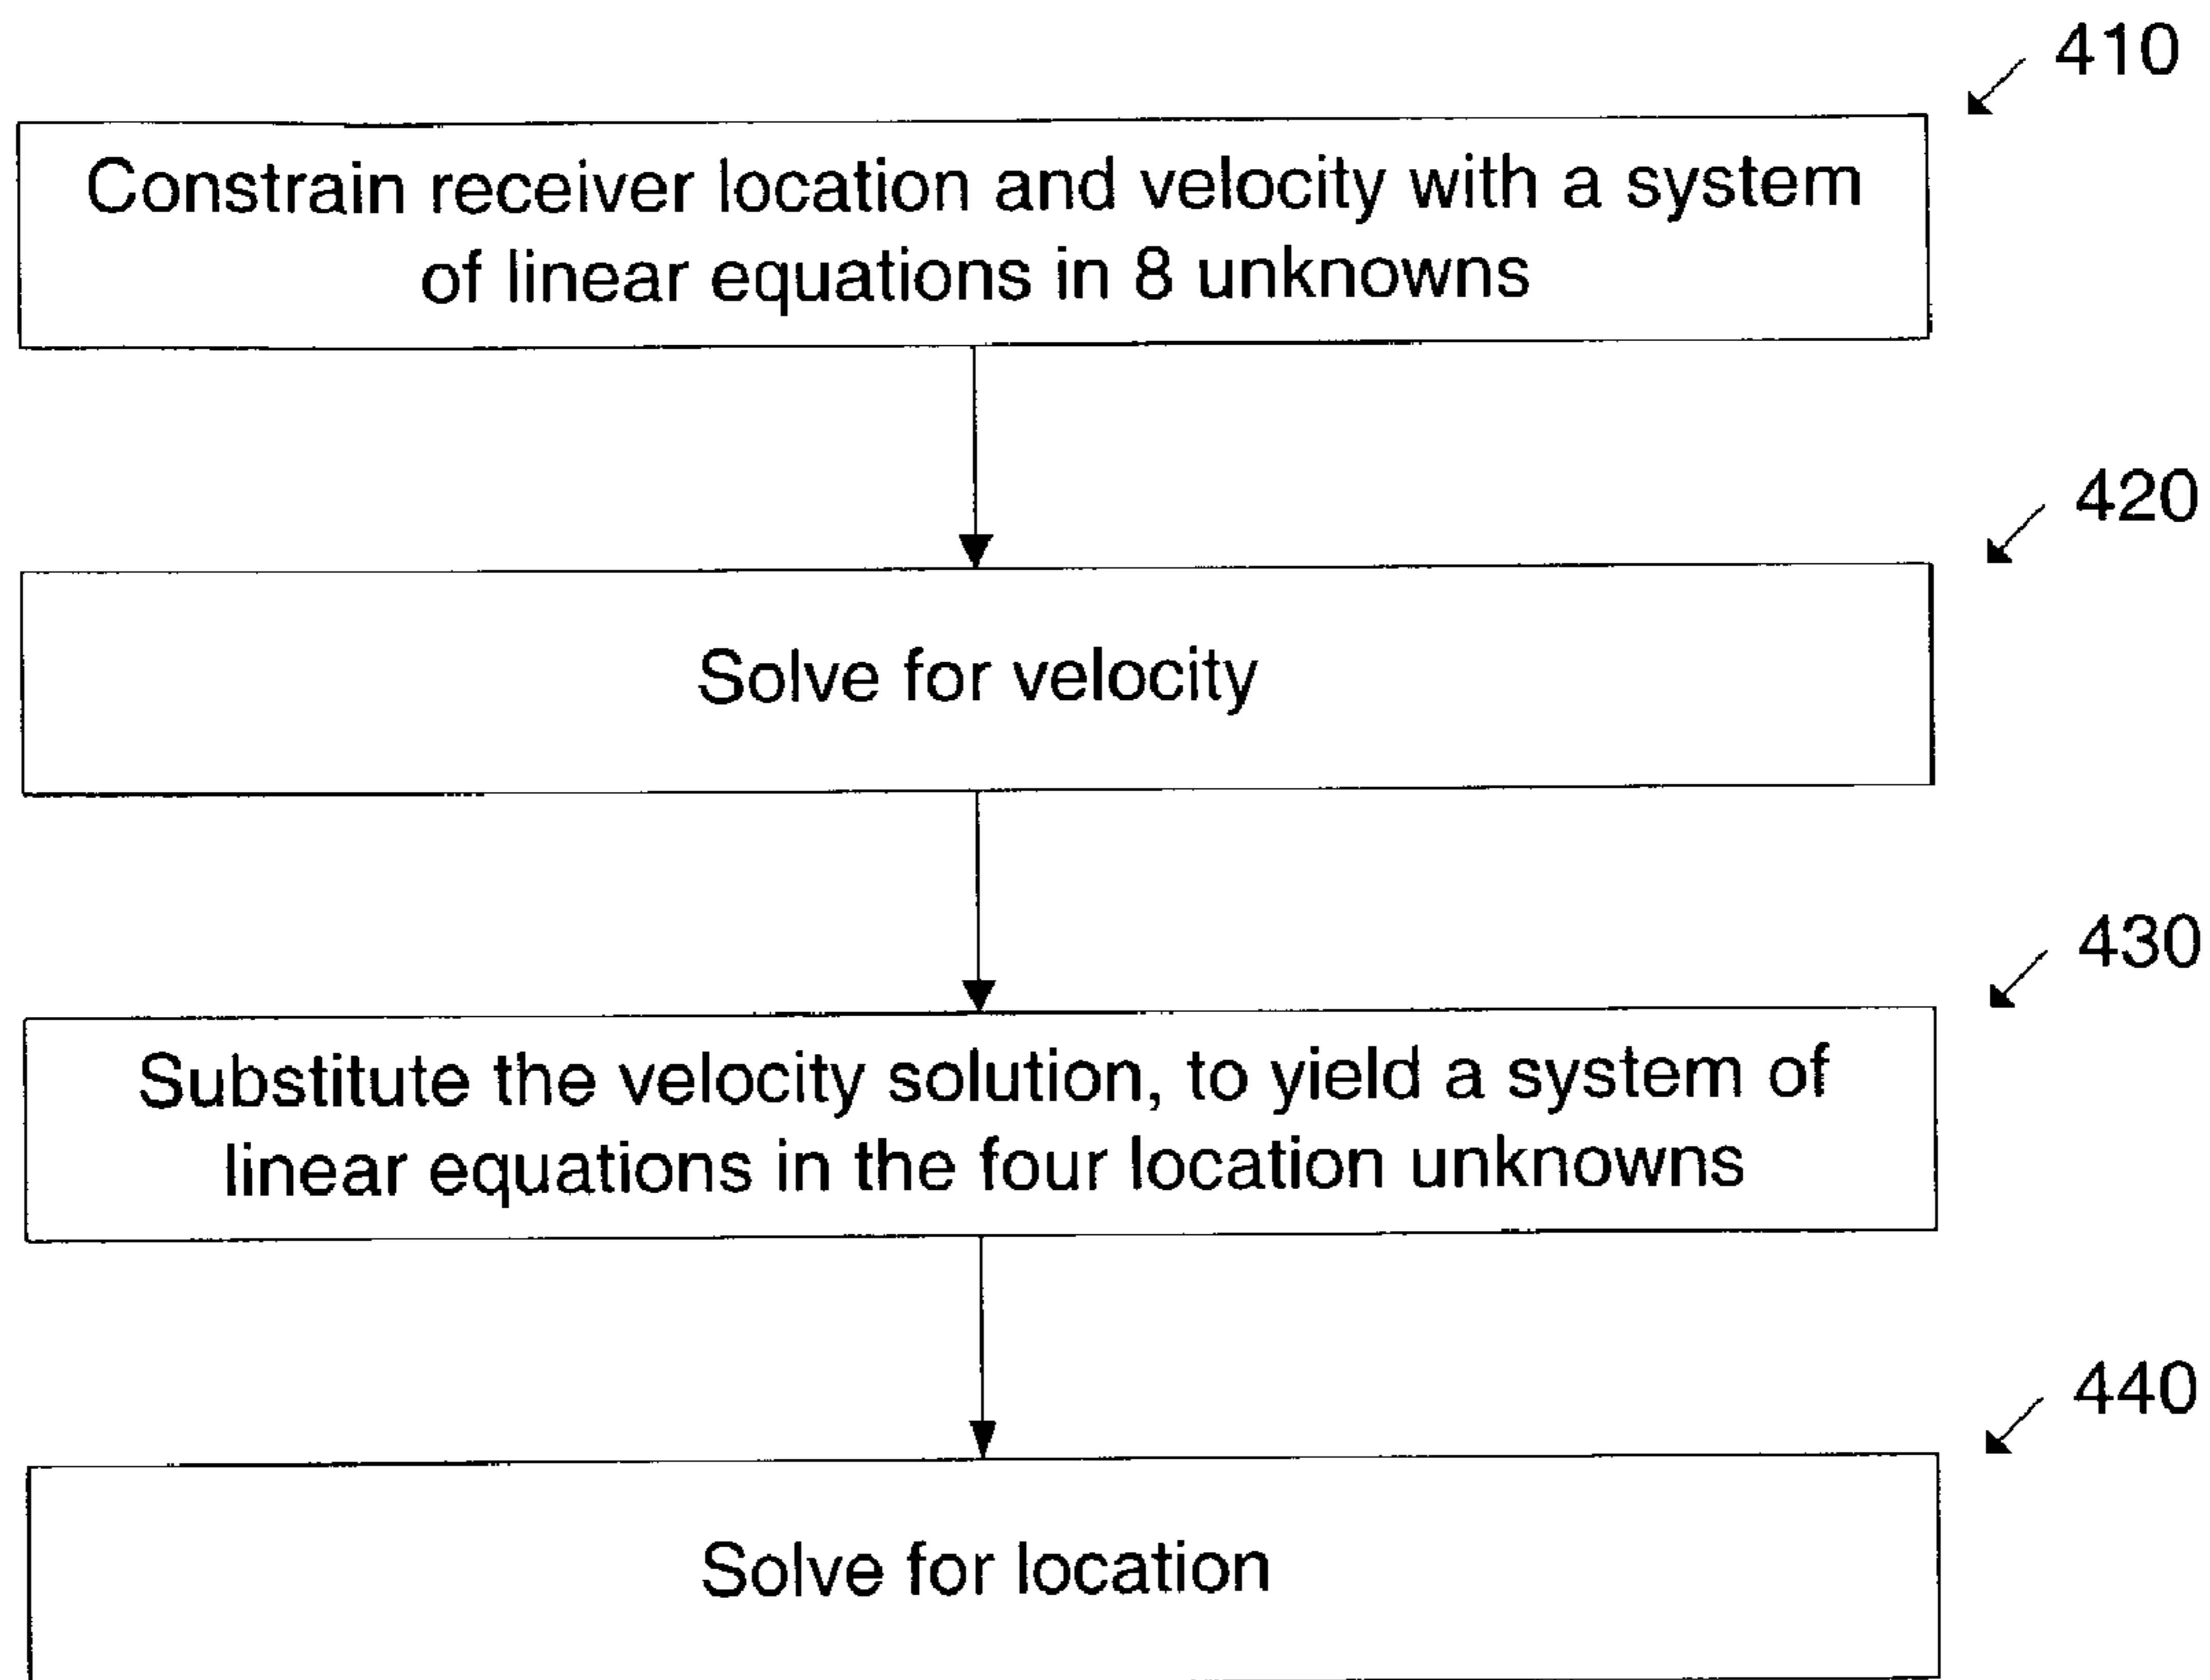 410
Constrain receiver location and velocity with a system
of linear equations in 8 unknowns
420
Solve for velocity
430
Substitute the velocity solution, to yield a system of
linear equations in the four location unknowns
440
Solve for location